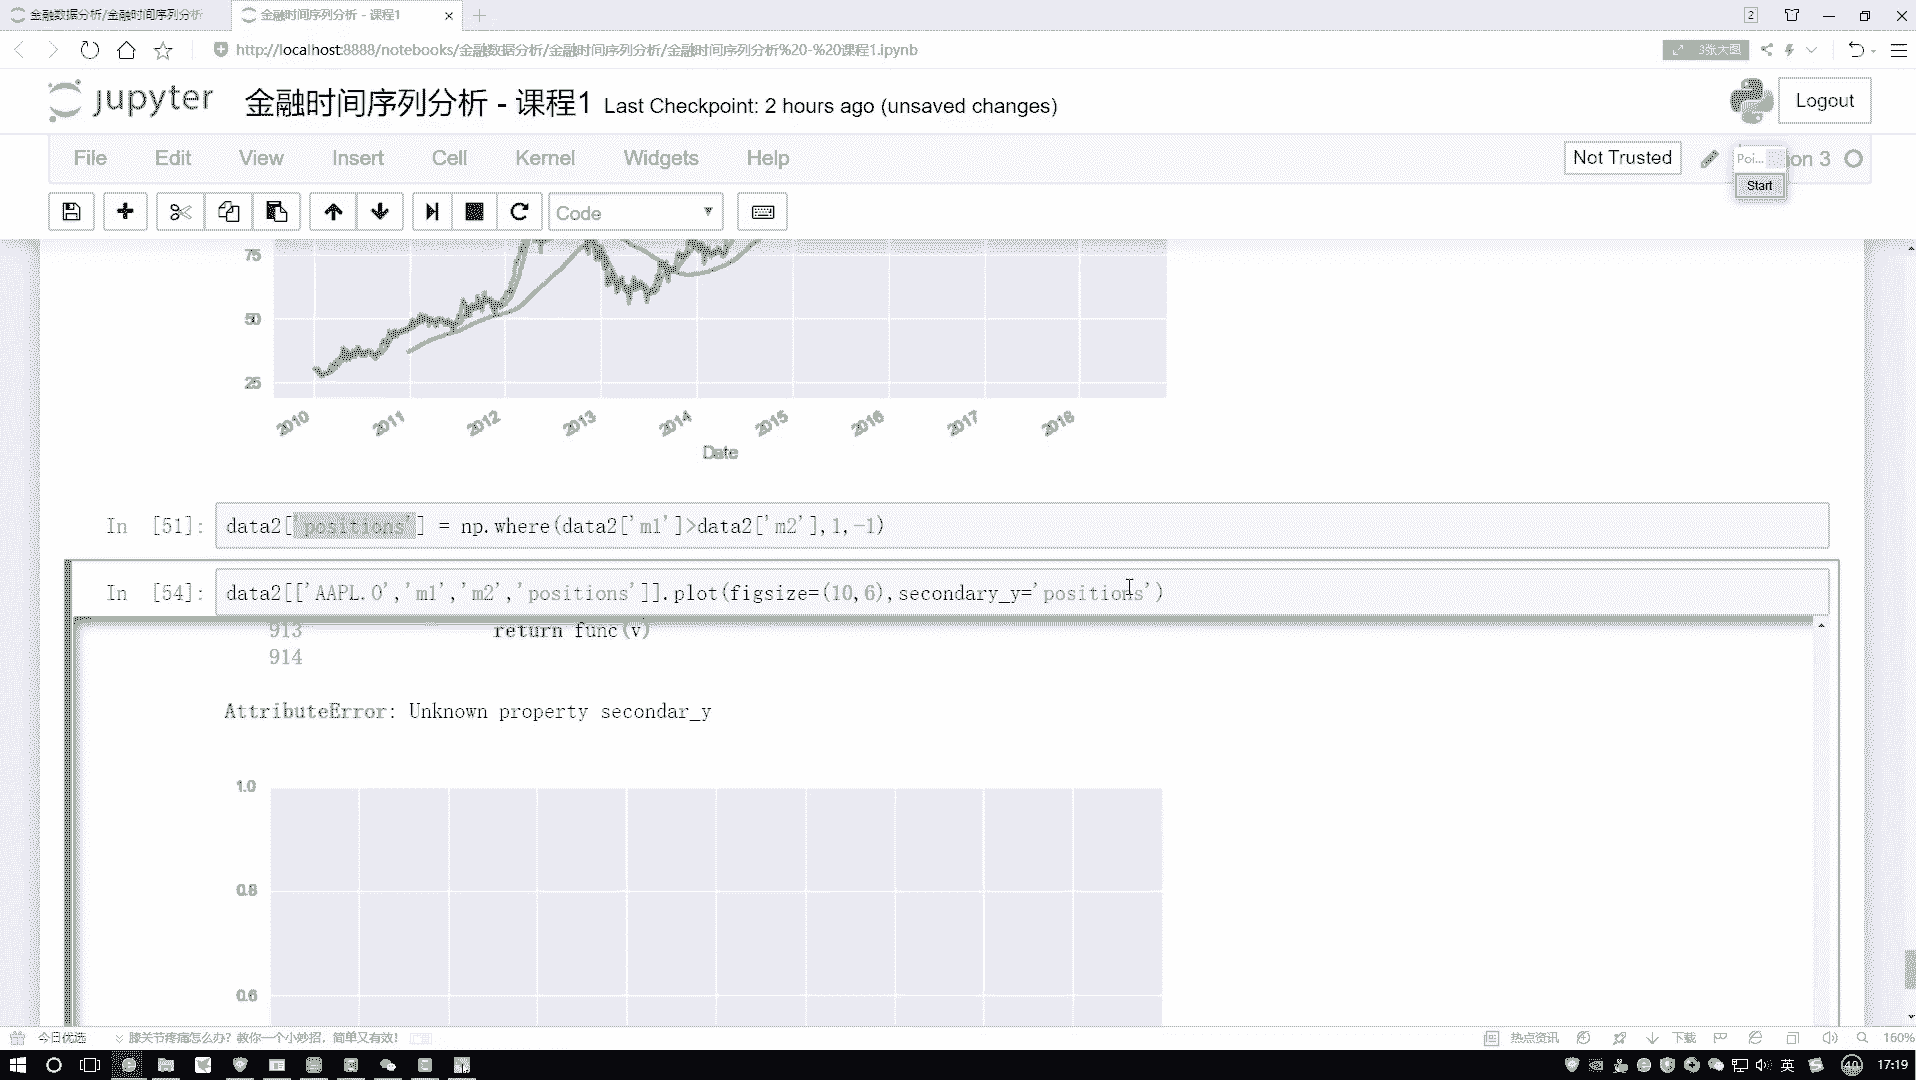 金融数据分析/金融时间序列分析
金融时间序列分析 - 课程1
2
http://localhost:8888/notebooks/金融数据分析/金融时间序列分析/金融时间序列分析%20-%20课程1.ipynb
3张大图
jupyter 金融时间序列分析 - 课程1 Last Checkpoint: 2 hours ago (unsaved changes)
Logout
File Edit View Insert Cell Kernel Widgets Help
Not Trusted
Poi... on 3
Start
Code
75
50
25
2010 2011 2012 2013 2014 2015 2016 2017 2018
Date
In [51]: data2['positions'] = np.where(data2['m1']>data2['m2'],1,-1)
In [54]: data2[['AAPL.O','m1','m2','positions']].plot(figsize=(10,6),secondary_y='positions')
913 return func(v)
914
AttributeError: Unknown property secondar_y
1.0
0.8
0.6
今日优选
膝关节疼痛怎么办? 教你一个小妙招, 简单又有效!
热点资讯
下载
160%
英
40
17:19